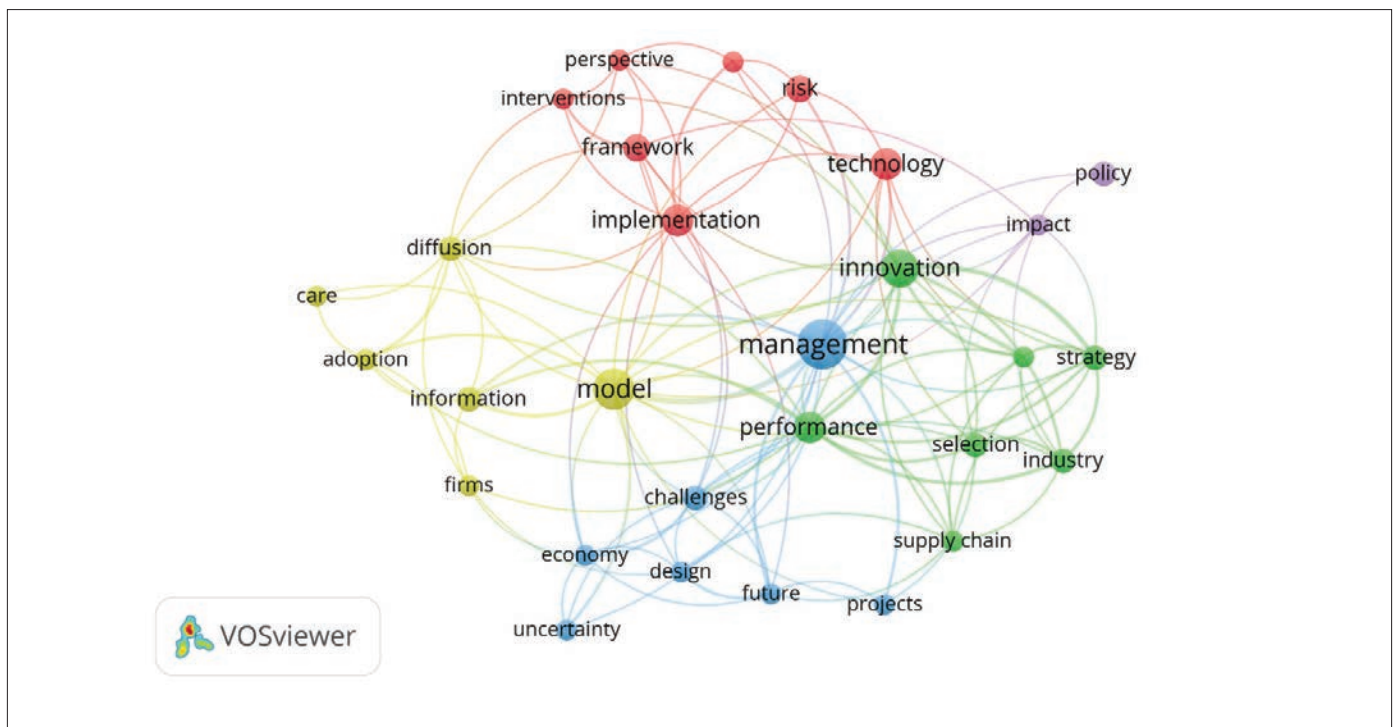 perspective
risk
interventions
framework
technology
policy
implementation
impact
diffusion
innovation
care
management
strategy
adoption
model
information
performance
selection
industry
firms
challenges
supply chain
economy
design
future
projects
uncertainty
VOSviewer